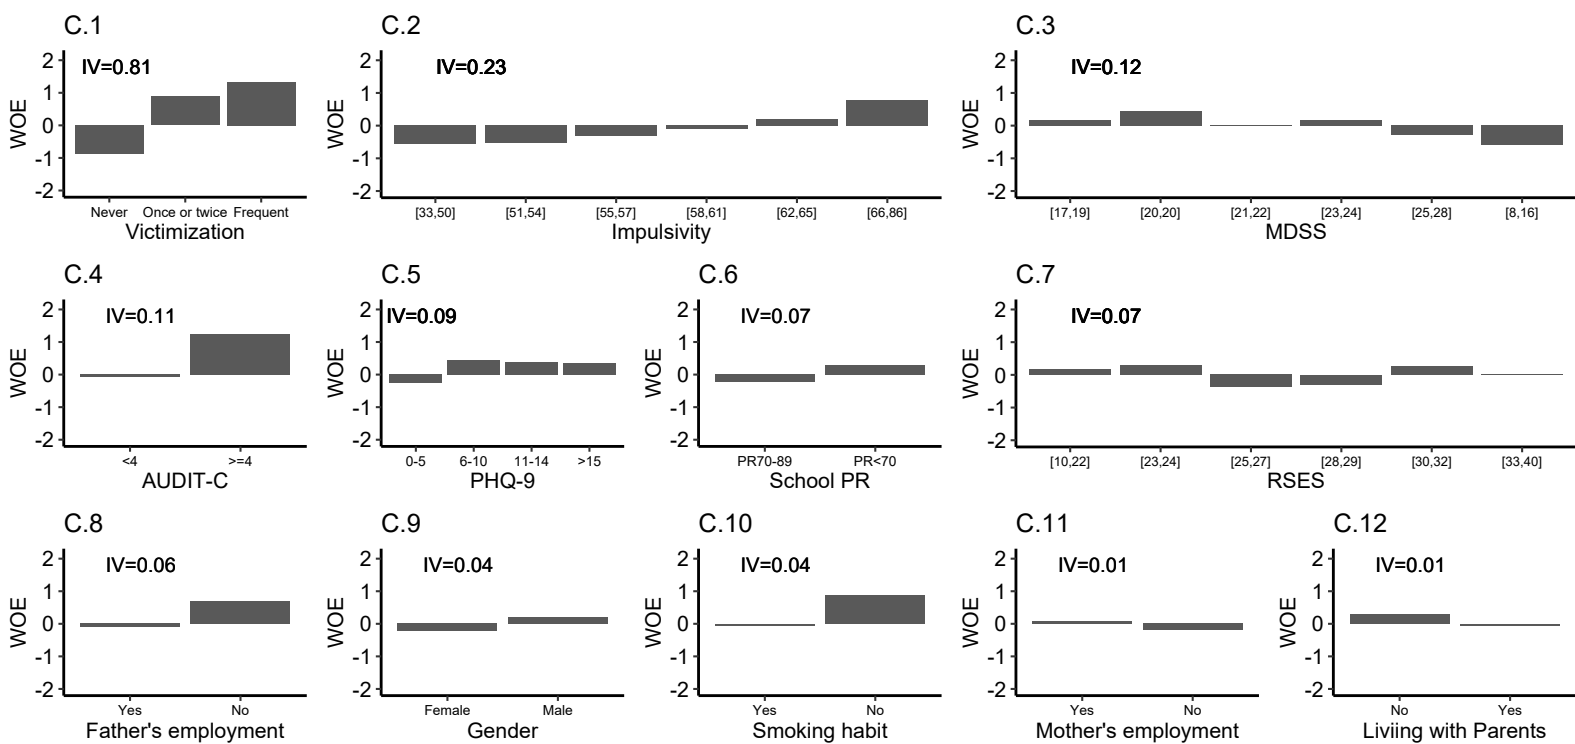 C.1
IV=0.81
WOE
2
1
0
-1
-2
Never Once or twice Frequent
Victimization
C.2
IV=0.23
WOE
2
1
0
-1
-2
[33,50] [51,54] [55,57] [58,61] [62,65] [66,86]
Impulsivity
C.3
IV=0.12
WOE
2
1
0
-1
-2
[17,19] [20,20] [21,22] [23,24] [25,28] [8,16]
MDSS
C.4
IV=0.11
WOE
2
1
0
-1
-2
<4 >=4
AUDIT-C
C.5
IV=0.09
WOE
2
1
0
-1
-2
0-5 6-10 11-14 >15
PHQ-9
C.6
IV=0.07
WOE
2
1
0
-1
-2
PR70-89 PR<70
School PR
C.7
IV=0.07
WOE
2
1
0
-1
-2
[10,22] [23,24] [25,27] [28,29] [30,32] [33,40]
RSES
C.8
IV=0.06
WOE
2
1
0
-1
-2
Yes No
Father's employment
C.9
IV=0.04
WOE
2
1
0
-1
-2
Female Male
Gender
C.10
IV=0.04
WOE
2
1
0
-1
-2
Yes No
Smoking habit
C.11
IV=0.01
WOE
2
1
0
-1
-2
Yes No
Mother's employment
C.12
IV=0.01
WOE
2
1
0
-1
-2
No Yes
Liviing with Parents